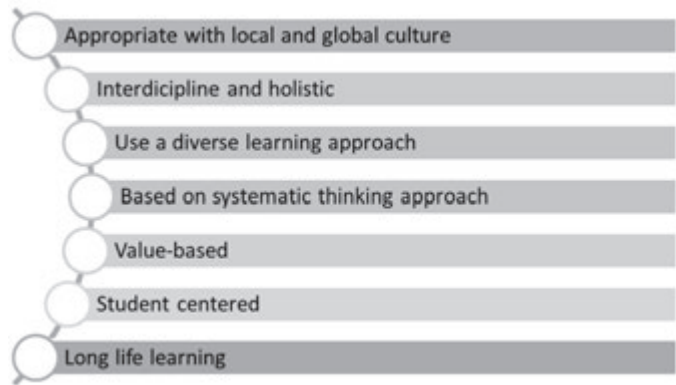 Appropriate with local and global culture
Interdicipline and holistic
Use a diverse learning approach
Based on systematic thinking approach
Value-based
Student centered
Long life learning